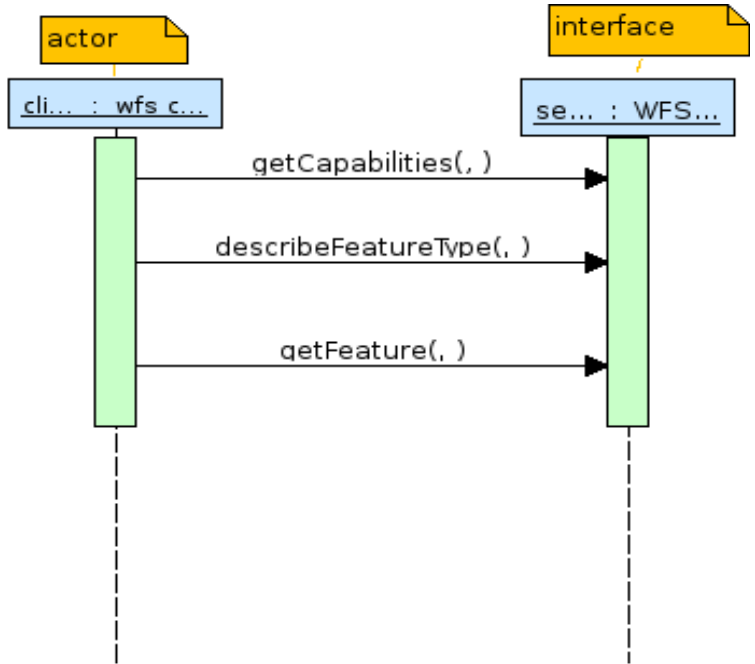 actor
interface
cli... : wfs c...
se... : WFS...
getCapabilities(, )
describeFeatureType(, )
getFeature(, )